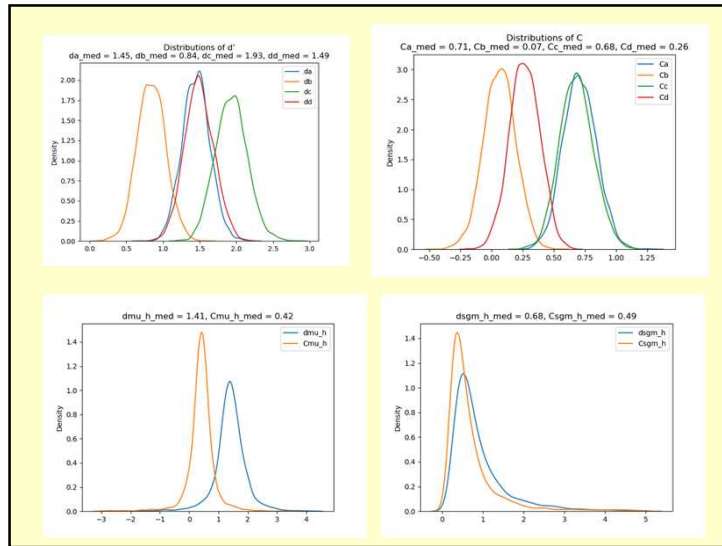 Distributions of d'
da_med = 1.45, db_med = 0.84, dc_med = 1.93, dd_med = 1.49
da
db
dc
dd
Density
2.00
1.75
1.50
1.25
1.00
0.75
0.50
0.25
0.00
0.0 0.5 1.0 1.5 2.0 2.5 3.0
Distributions of C
Ca_med = 0.71, Cb_med = 0.07, Cc_med = 0.68, Cd_med = 0.26
Ca
Cb
Cc
Cd
Density
3.0
2.5
2.0
1.5
1.0
0.5
0.0
−0.50 −0.25 0.00 0.25 0.50 0.75 1.00 1.25
dmu_h_med = 1.41, Cmu_h_med = 0.42
dmu_h
Cmu_h
Density
1.4
1.2
1.0
0.8
0.6
0.4
0.2
0.0
−3 −2 −1 0 1 2 3 4
dsgm_h_med = 0.68, Csgm_h_med = 0.49
dsgm_h
Csgm_h
Density
1.4
1.2
1.0
0.8
0.6
0.4
0.2
0.0
0 1 2 3 4 5